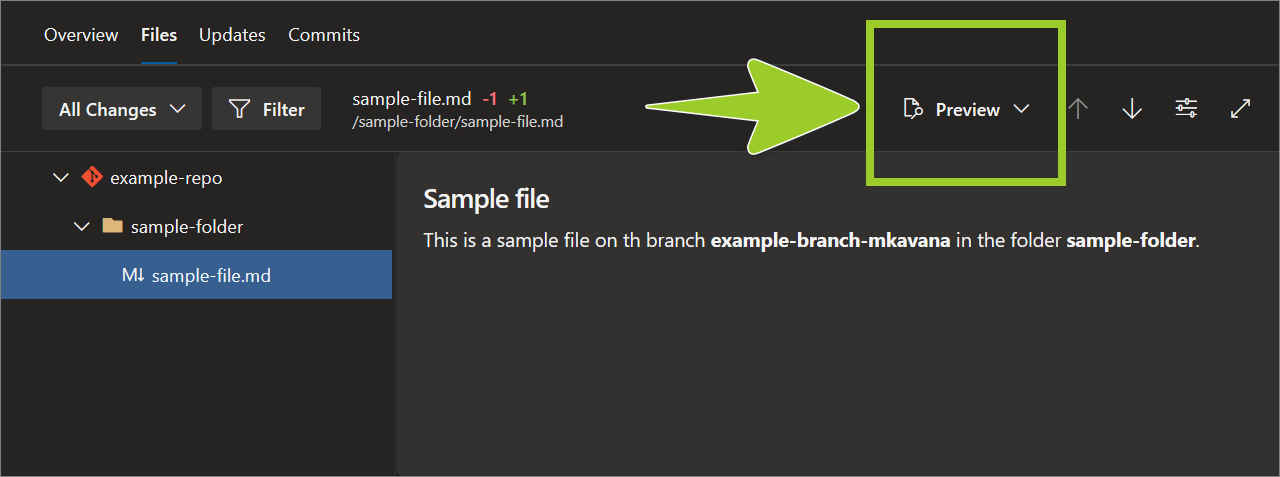 Overview Files Updates Commits
All Changes Filter sample-file.md -1 +1 Preview
/sample-folder/sample-file.md
example-repo
sample-folder
M↓ sample-file.md
Sample file
This is a sample file on th branch example-branch-mkavana in the folder sample-folder.